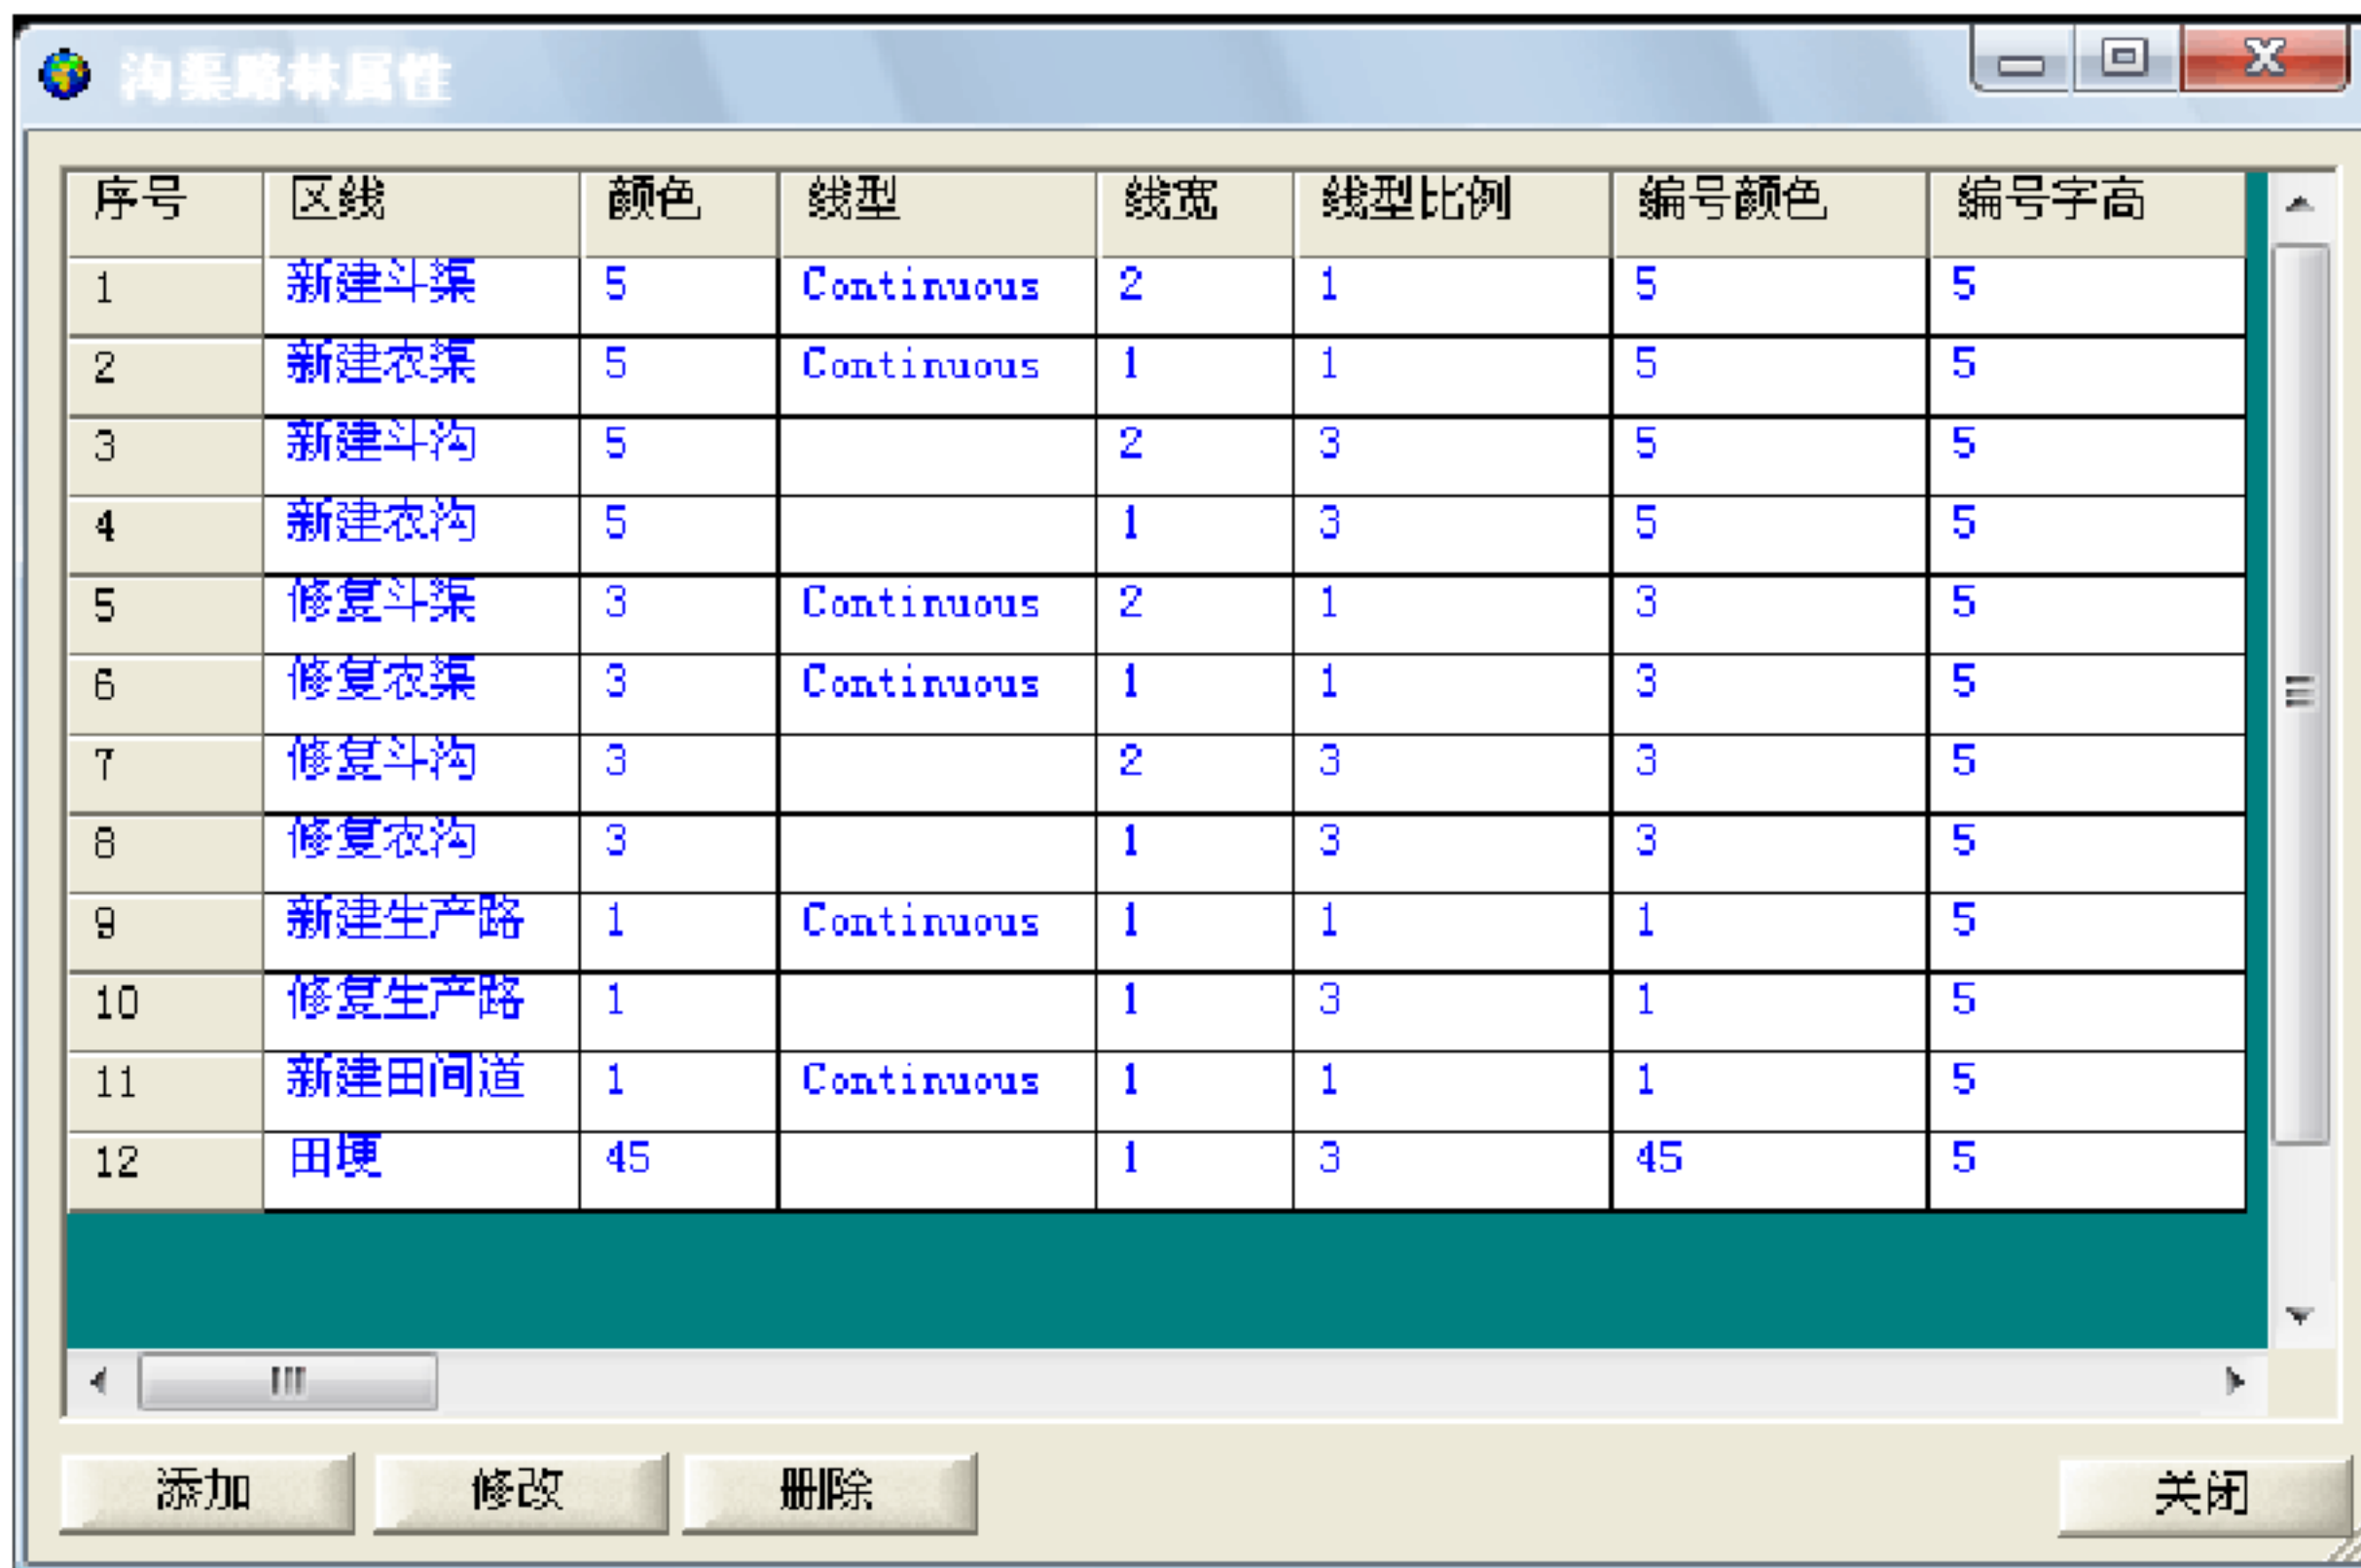 沟渠路林属性
序号 区线 颜色 线型 线宽 线型比例 编号颜色 编号字高
1 新建斗渠 5 Continuous 2 1 5 5
2 新建农渠 5 Continuous 1 1 5 5
3 新建斗沟 5 2 3 5 5
4 新建农沟 5 1 3 5 5
5 修复斗渠 3 Continuous 2 1 3 5
6 修复农渠 3 Continuous 1 1 3 5
7 修复斗沟 3 2 3 3 5
8 修复农沟 3 1 3 3 5
9 新建生产路 1 Continuous 1 1 1 5
10 修复生产路 1 1 3 1 5
11 新建田间道 1 Continuous 1 1 1 5
12 田埂 45 1 3 45 5
添加 修改 删除 关闭